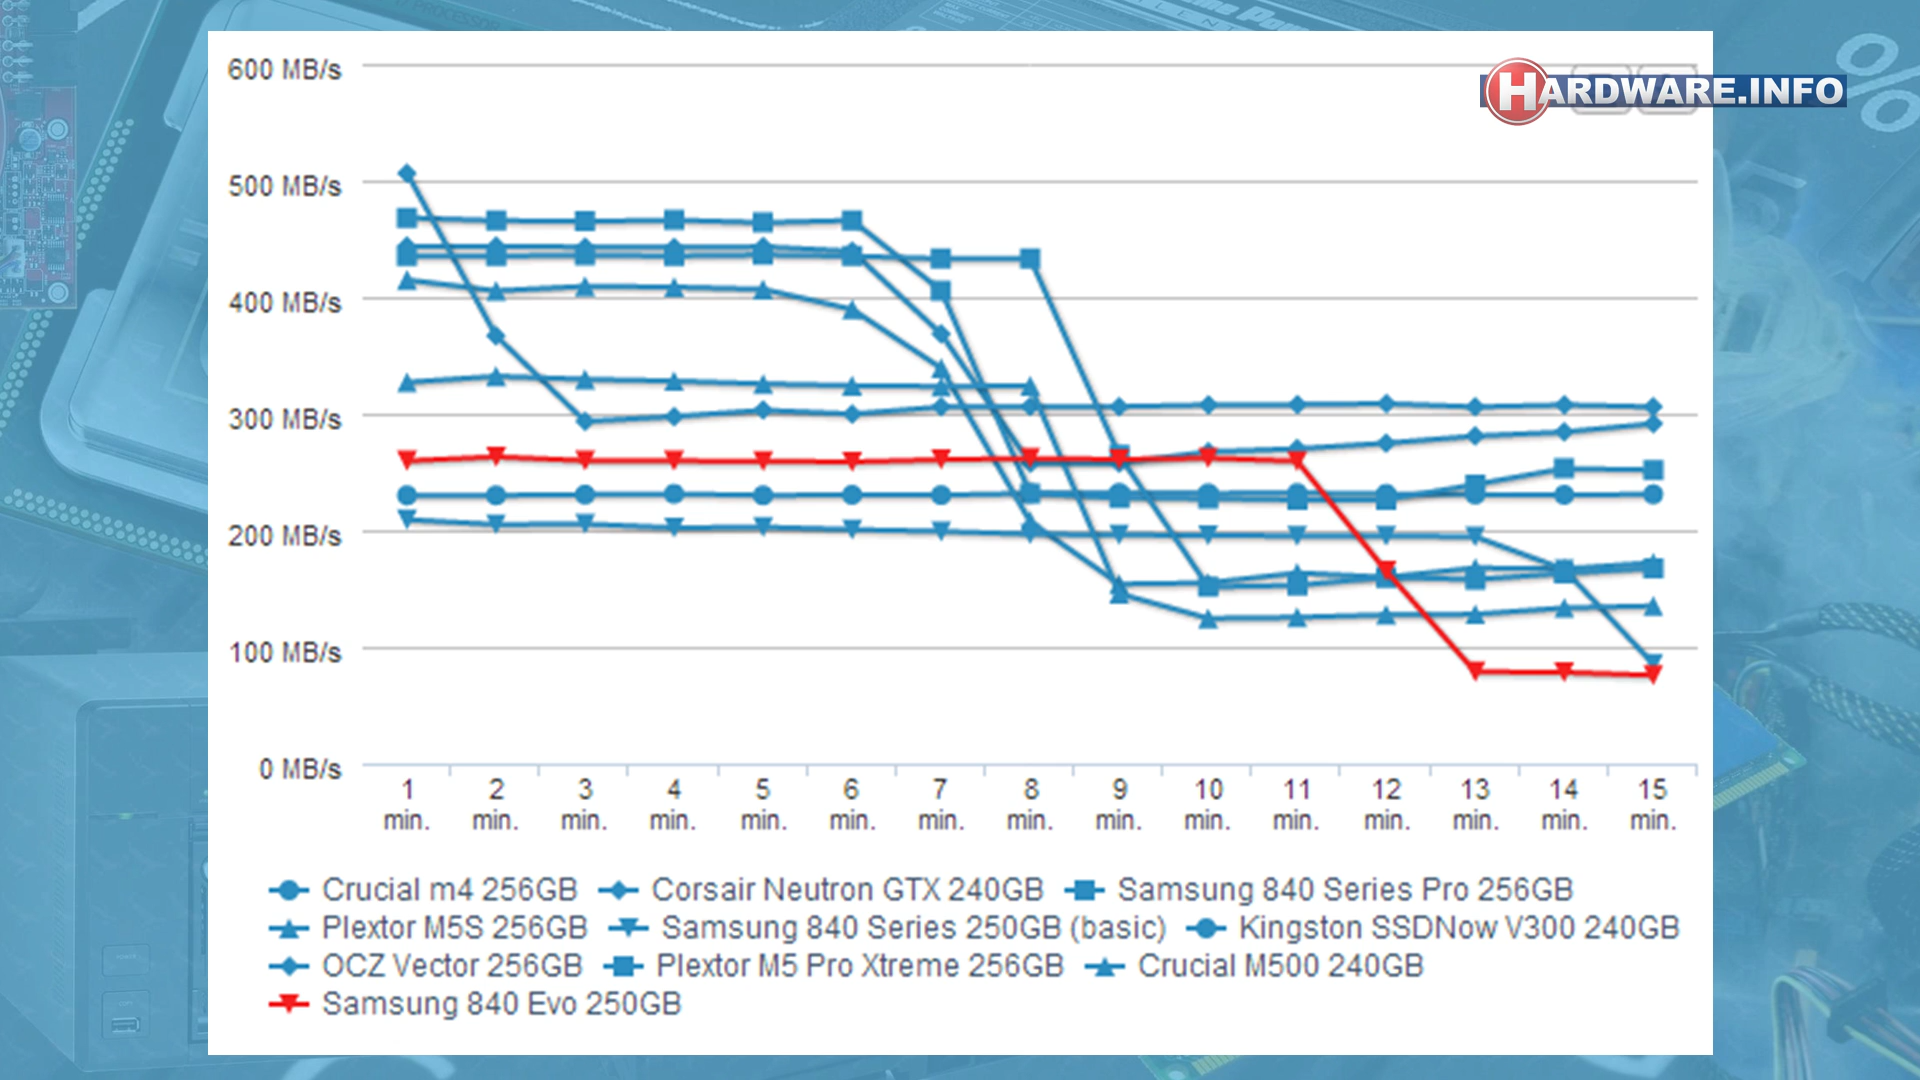 HARDWARE.INFO
600 MB/s
500 MB/s
400 MB/s
300 MB/s
200 MB/s
100 MB/s
0 MB/s
1 2 3 4 5 6 7 8 9 10 11 12 13 14 15
min. min. min. min. min. min. min. min. min. min. min. min. min. min. min.
Crucial m4 256GB Corsair Neutron GTX 240GB Samsung 840 Series Pro 256GB
Plextor M5S 256GB Samsung 840 Series 250GB (basic) Kingston SSDNow V300 240GB
OCZ Vector 256GB Plextor M5 Pro Xtreme 256GB Crucial M500 240GB
Samsung 840 Evo 250GB